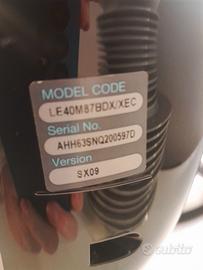 MODEL CODE
LE40M87BDX/XEC
Serial No.
AHH63SNQ200597D
Version
SX09
subito